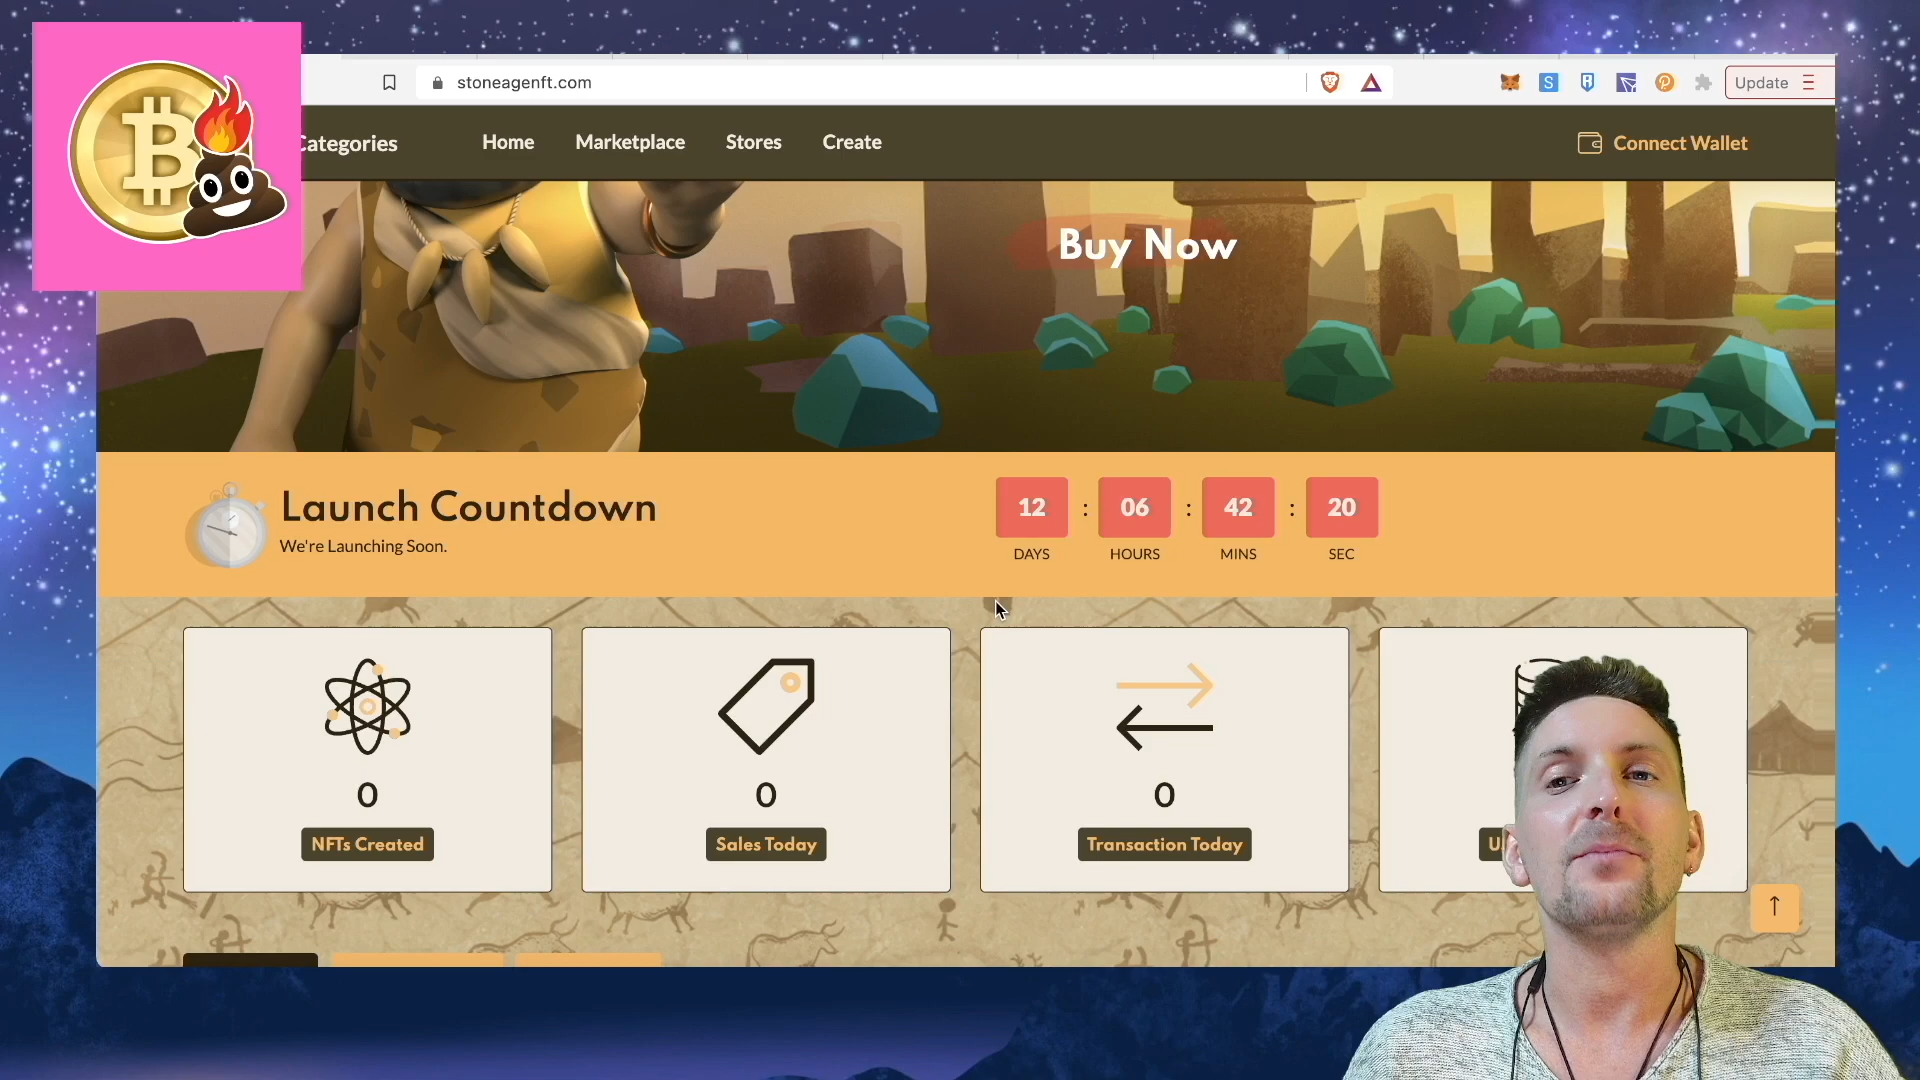 stoneagenft.com
Update
Categories
Home
Marketplace
Stores
Create
Connect Wallet
Buy Now
Launch Countdown
We're Launching Soon.
12 : 06 : 42 : 20
DAYS HOURS MINS SEC
0
NFTs Created
0
Sales Today
0
Transaction Today